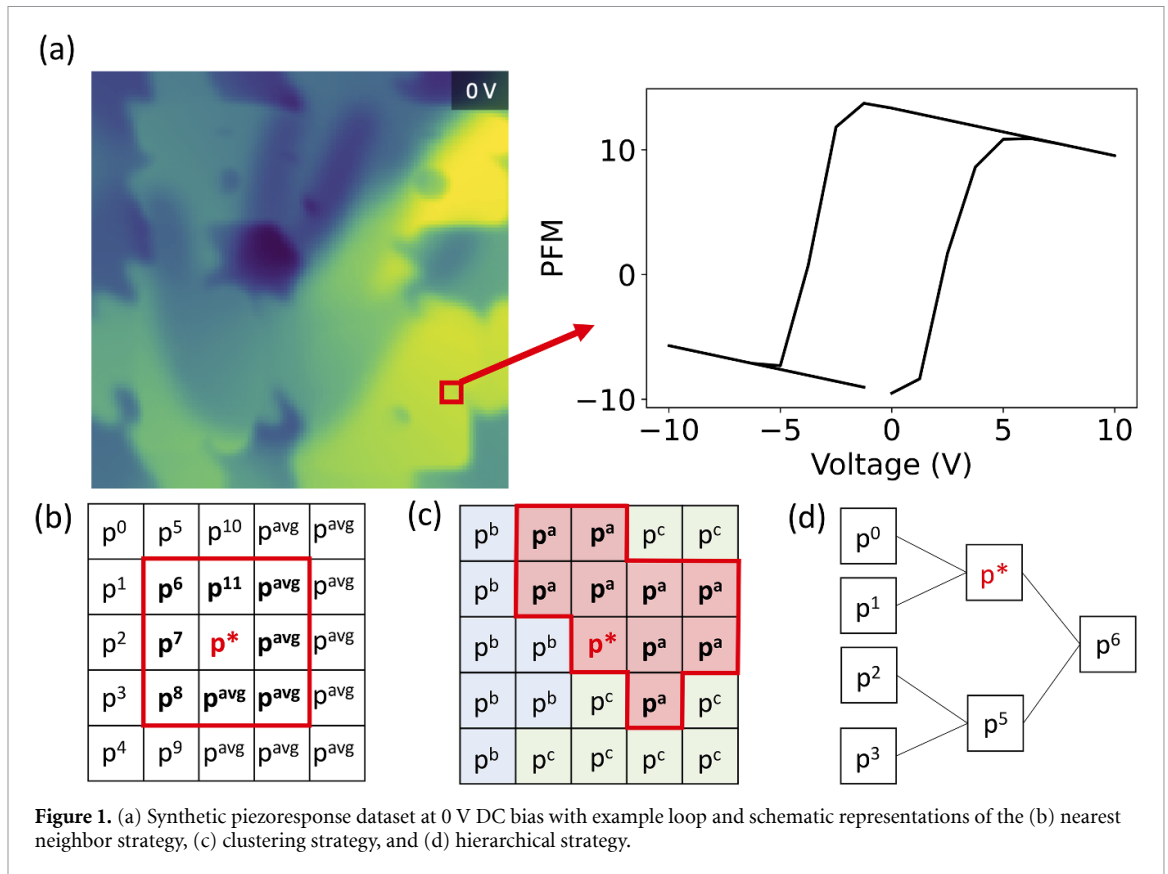 (a)
0 V
PFM
10
0
−10
−10 −5 0 5 10
Voltage (V)
(b)
p⁰ p⁵ p¹⁰ pᵃᵛᵍ pᵃᵛᵍ
p¹ p⁶ p¹¹ pᵃᵛᵍ pᵃᵛᵍ
p² p⁷ p* pᵃᵛᵍ pᵃᵛᵍ
p³ p⁸ pᵃᵛᵍ pᵃᵛᵍ pᵃᵛᵍ
p⁴ p⁹ pᵃᵛᵍ pᵃᵛᵍ pᵃᵛᵍ
(c)
pᵇ pᵃ pᵃ pᶜ pᶜ
pᵇ pᵃ pᵃ pᵃ pᵃ
pᵇ pᵇ p* pᵃ pᵃ
pᵇ pᵇ pᶜ pᵃ pᶜ
pᵇ pᶜ pᶜ pᶜ pᶜ
(d)
p⁰
p¹
p²
p³
p*
p⁵
p⁶
Figure 1. (a) Synthetic piezoresponse dataset at 0 V DC bias with example loop and schematic representations of the (b) nearest
neighbor strategy, (c) clustering strategy, and (d) hierarchical strategy.